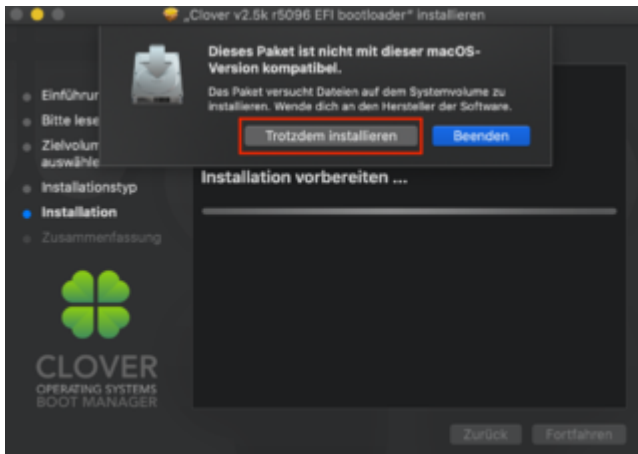 „Clover v2.5k r5096 EFI bootloader“ installieren
Dieses Paket ist nicht mit dieser macOS-
Version kompatibel.
Das Paket versucht Dateien auf dem Systemvolume zu
installieren. Wende dich an den Hersteller der Software.
Trotzdem installieren
Beenden
Einführur
Bitte lese
Zielvolum
auswähle
Installationstyp
Installation
Zusammenfassung
Installation vorbereiten ...
CLOVER
OPERATING SYSTEMS
BOOT MANAGER
Zurück
Fortfahren